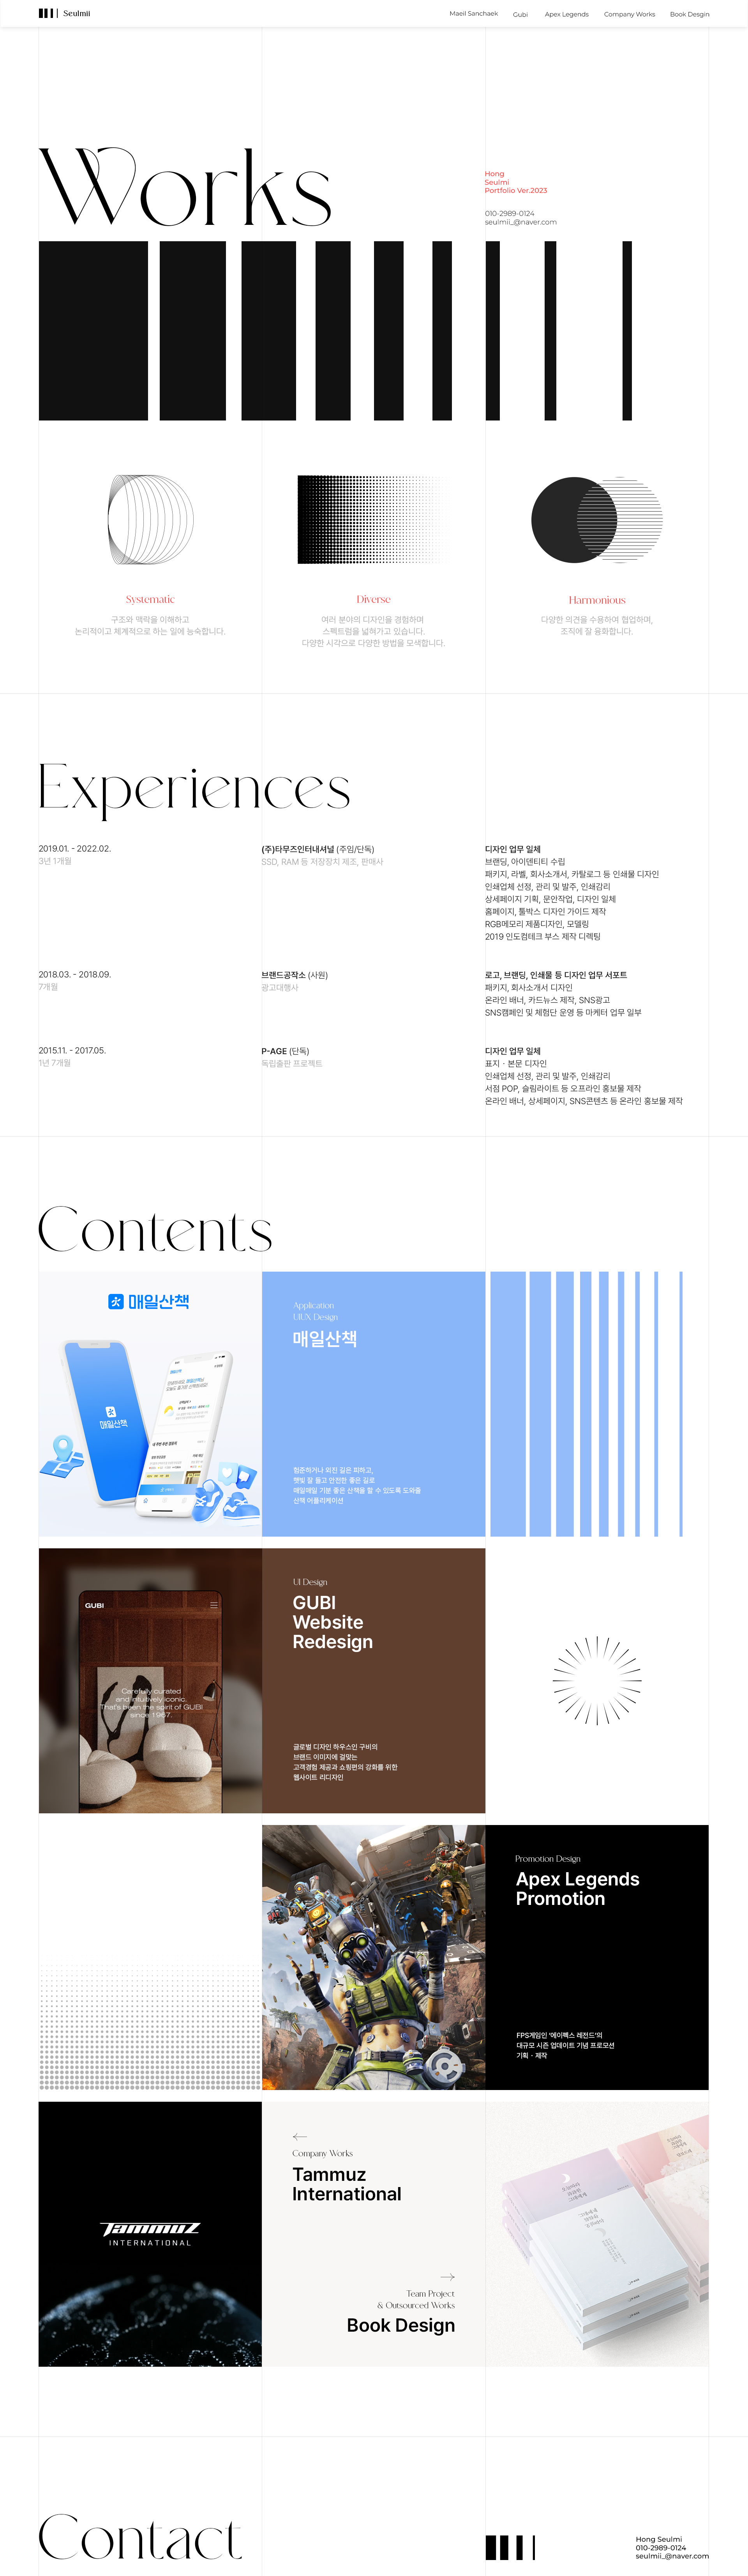 Seulmii
Maeil Sanchaek
Gubi
Apex Legends
Company Works
Book Desgin
Works
Hong
Seulmi
Portfolio Ver.2023
010-2989-0124
seulmii_@naver.com
Systematic
구조와 맥락을 이해하고
논리적이고 체계적으로 하는 일에 능숙합니다.
Diverse
여러 분야의 디자인을 경험하며
스펙트럼을 넓혀가고 있습니다.
다양한 시각으로 다양한 방법을 모색합니다.
Harmonious
다양한 의견을 수용하여 협업하며,
조직에 잘 융화합니다.
Experiences
2019.01. - 2022.02.
3년 1개월
(주)타무즈인터내셔널 (주임/단독)
SSD, RAM 등 저장장치 제조, 판매사
디자인 업무 일체
브랜딩, 아이덴티티 수립
패키지, 라벨, 회사소개서, 카탈로그 등 인쇄물 디자인
인쇄업체 선정, 관리 및 발주, 인쇄감리
상세페이지 기획, 문안작업, 디자인 일체
홈페이지, 툴박스 디자인 가이드 제작
RGB메모리 제품디자인, 모델링
2019 인도컴테크 부스 제작 디렉팅
2018.03. - 2018.09.
7개월
브랜드공작소 (사원)
광고대행사
로고, 브랜딩, 인쇄물 등 디자인 업무 서포트
패키지, 회사소개서 디자인
온라인 배너, 카드뉴스 제작, SNS광고
SNS캠페인 및 체험단 운영 등 마케터 업무 일부
2015.11. - 2017.05.
1년 7개월
P-AGE (단독)
독립출판 프로젝트
디자인 업무 일체
표지 · 본문 디자인
인쇄업체 선정, 관리 및 발주, 인쇄감리
서점 POP, 슬림라이트 등 오프라인 홍보물 제작
온라인 배너, 상세페이지, SNS콘텐츠 등 온라인 홍보물 제작
Contents
매일산책
매일산책
Application
UIUX Design
매일산책
험준하거나 외진 길은 피하고,
햇빛 잘 들고 안전한 좋은 길로
매일매일 기분 좋은 산책을 할 수 있도록 도와줄
산책 어플리케이션
GUBI
Carefully curated
and intuitively iconic.
That's been the spirit of GUBI
since 1967.
UI Design
GUBI
Website
Redesign
글로벌 디자인 하우스인 구비의
브랜드 이미지에 걸맞는
고객경험 제공과 쇼핑편의 강화를 위한
웹사이트 리디자인
Promotion Design
Apex Legends
Promotion
FPS게임인 '에이펙스 레전드'의
대규모 시즌 업데이트 기념 프로모션
기획 · 제작
Tammuz
INTERNATIONAL
Company Works
Tammuz
International
Team Project
& Outsourced Works
Book Design
Contact
Hong Seulmi
010-2989-0124
seulmii_@naver.com